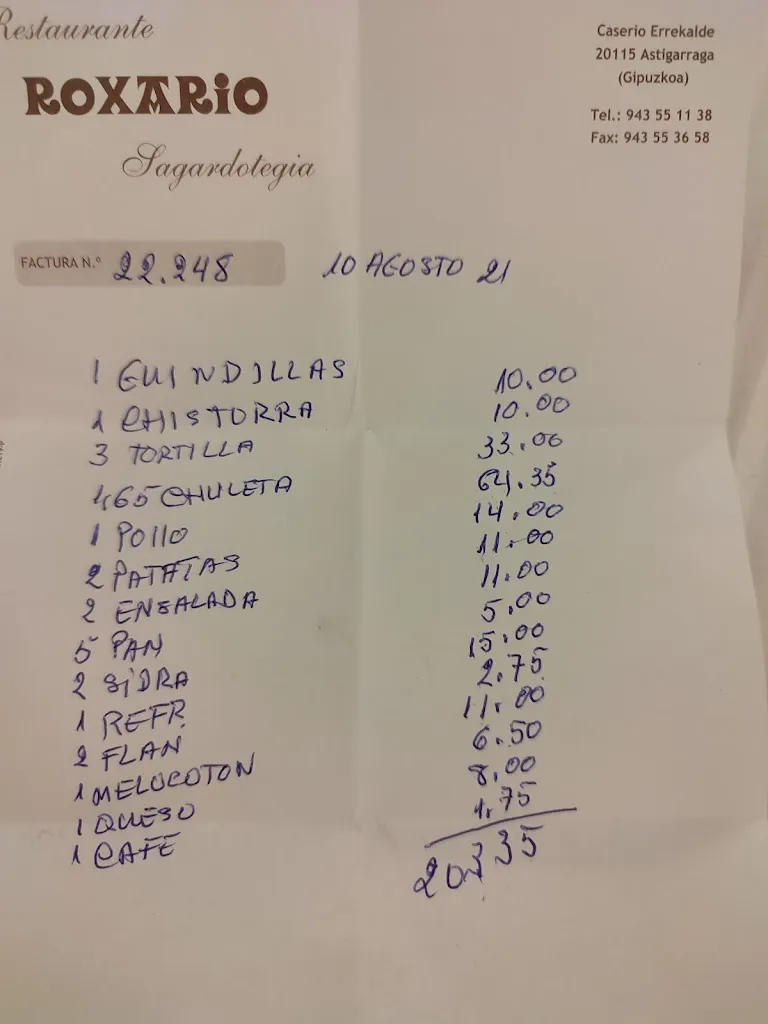 Restaurante
ROXARIO
Sagardotegia
Caserio Errekalde
20115 Astigarraga
(Gipuzkoa)
Tel.: 943 55 11 38
Fax: 943 55 36 58
FACTURA N.º 22.248 10 AGOSTO 21
1 GUINDILLAS 10.00
1 CHISTORRA 10.00
3 TORTILLA 33.00
1,65 CHULETA 64.35
1 POLLO 14.00
2 PATATAS 11.00
2 ENSALADA 11.00
5 PAN 5.00
2 SIDRA 15.00
1 REFR. 2.75
2 FLAN 11.00
1 MELOCOTON 6.50
1 QUESO 8.00
1 CAFE 1.75
203.35